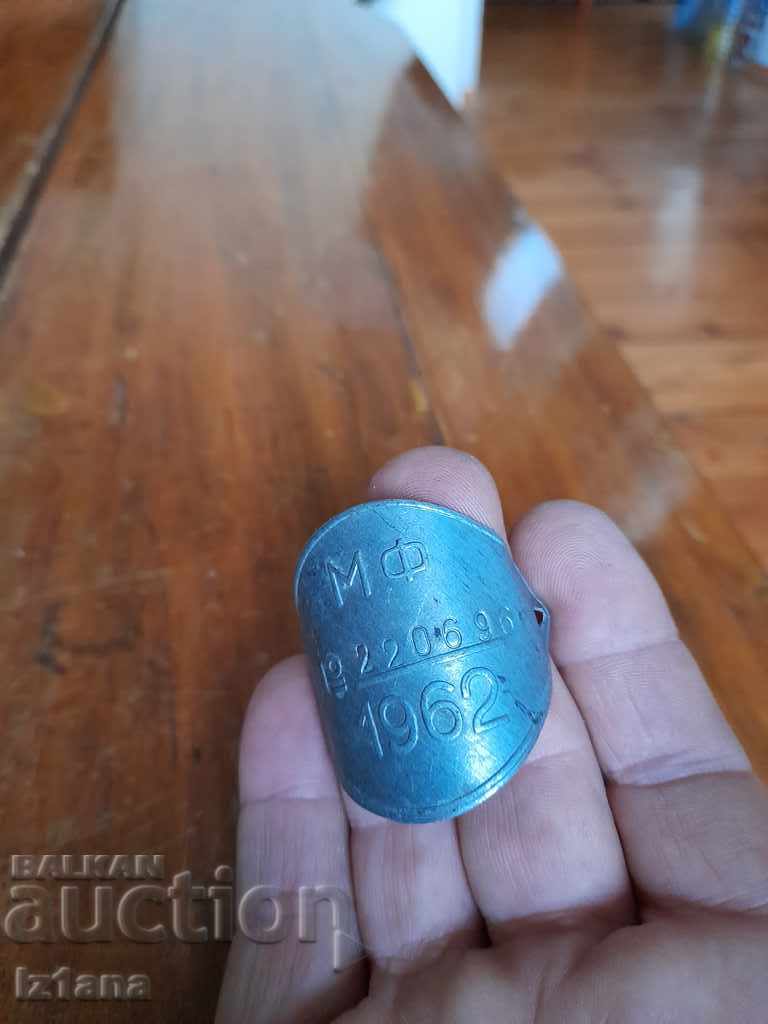 МФ
№ 220696
1962
BALKAN
auction
Iz1ana